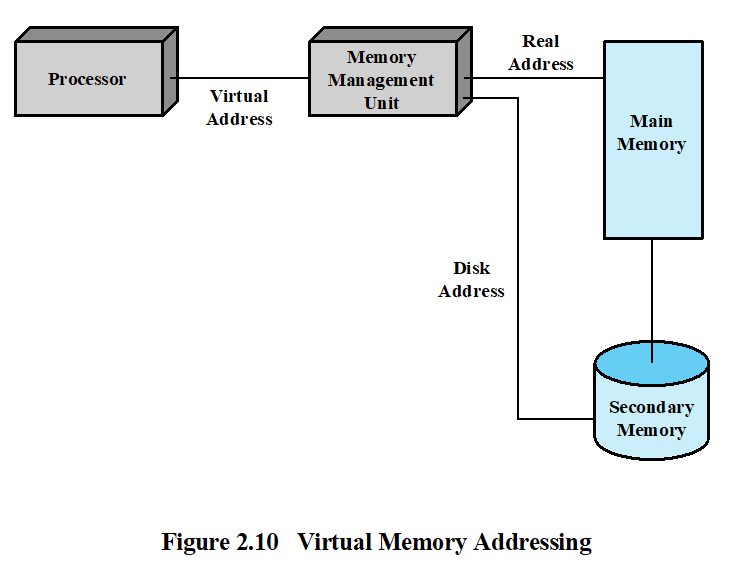 Processor
Virtual
Address
Memory
Management
Unit
Real
Address
Main
Memory
Disk
Address
Secondary
Memory
Figure 2.10 Virtual Memory Addressing